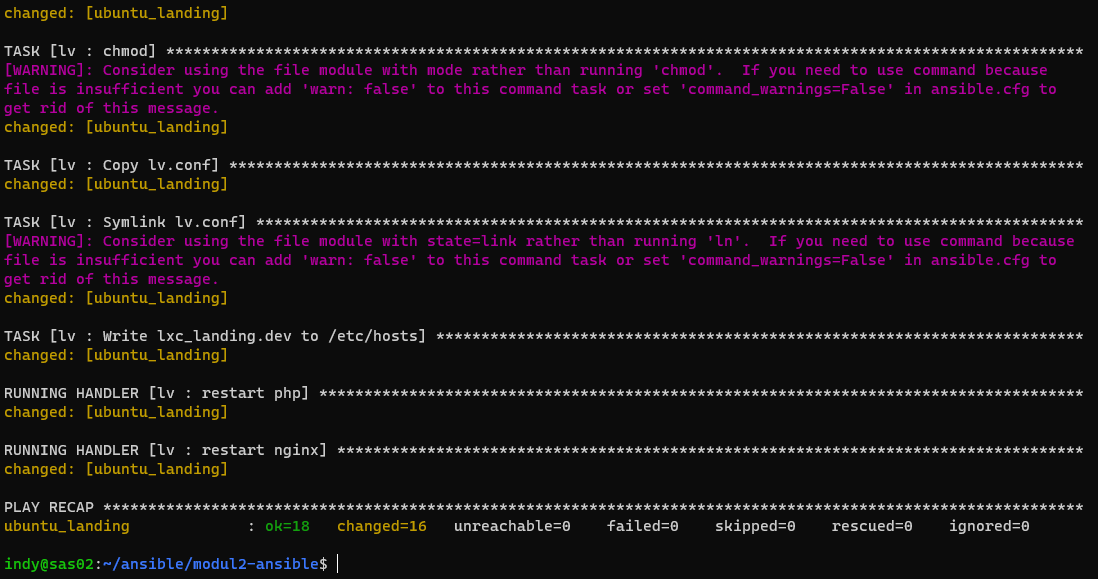 changed: [ubuntu_landing]
TASK [lv : chmod] ******************************************************************************************************
[WARNING]: Consider using the file module with mode rather than running 'chmod'.  If you need to use command because
file is insufficient you can add 'warn: false' to this command task or set 'command_warnings=False' in ansible.cfg to
get rid of this message.
changed: [ubuntu_landing]
TASK [lv : Copy lv.conf] ***********************************************************************************************
changed: [ubuntu_landing]
TASK [lv : Symlink lv.conf] ********************************************************************************************
[WARNING]: Consider using the file module with state=link rather than running 'ln'.  If you need to use command because
file is insufficient you can add 'warn: false' to this command task or set 'command_warnings=False' in ansible.cfg to
get rid of this message.
changed: [ubuntu_landing]
TASK [lv : Write lxc_landing.dev to /etc/hosts] ************************************************************************
changed: [ubuntu_landing]
RUNNING HANDLER [lv : restart php] *************************************************************************************
changed: [ubuntu_landing]
RUNNING HANDLER [lv : restart nginx] ***********************************************************************************
changed: [ubuntu_landing]
PLAY RECAP *************************************************************************************************************
ubuntu_landing             : ok=18   changed=16   unreachable=0    failed=0    skipped=0    rescued=0    ignored=0
indy@sas02:~/ansible/modul2-ansible$